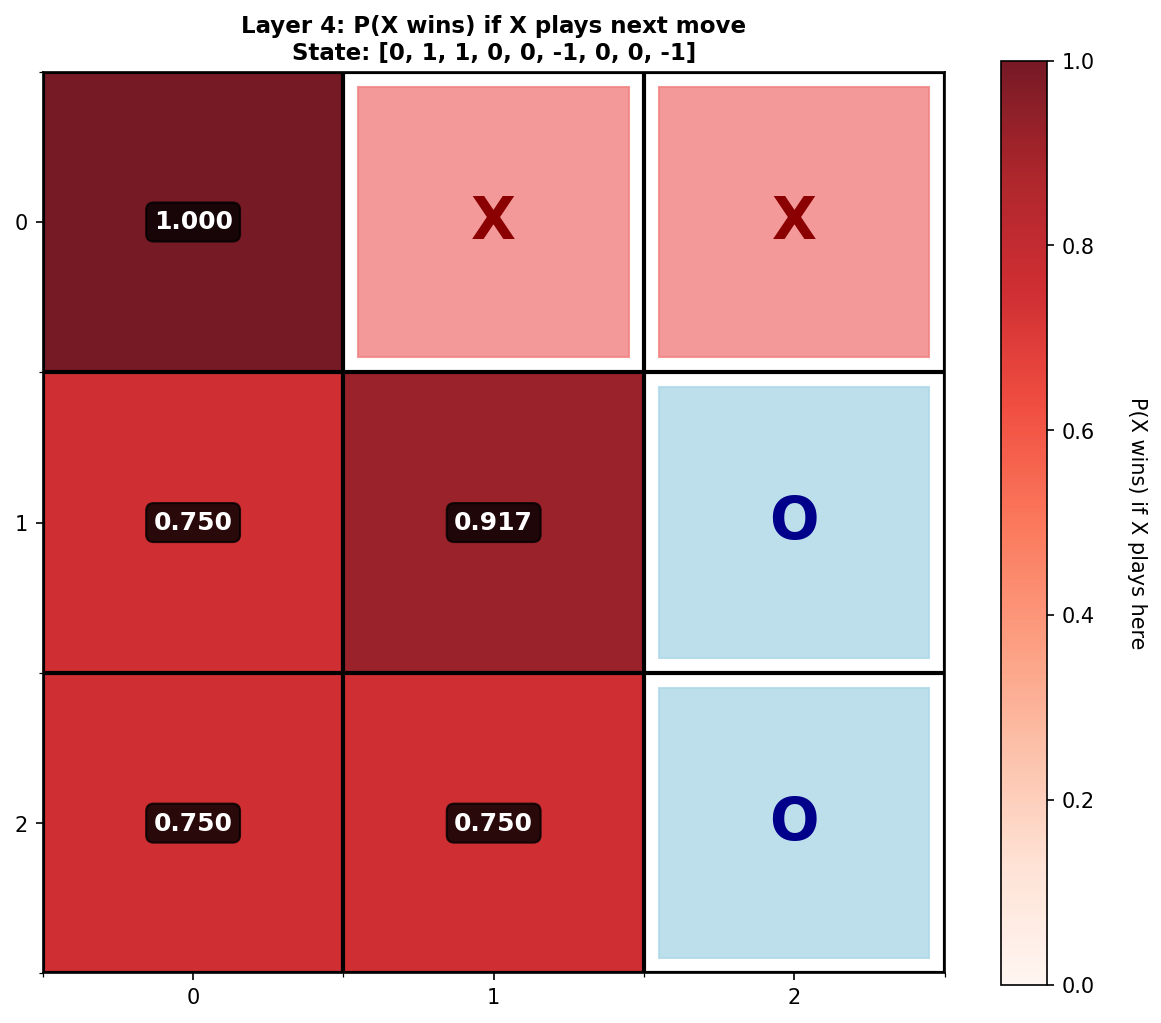 Layer 4: P(X wins) if X plays next move
State: [0, 1, 1, 0, 0, -1, 0, 0, -1]
1.0
0.8
0.6
0.4
0.2
0.0
P(X wins) if X plays here
0
1.000
X
X
1
0.750
0.917
O
2
0.750
0.750
O
0
1
2